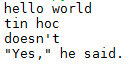 hello world
tin hoc
doesn't
"Yes," he said.